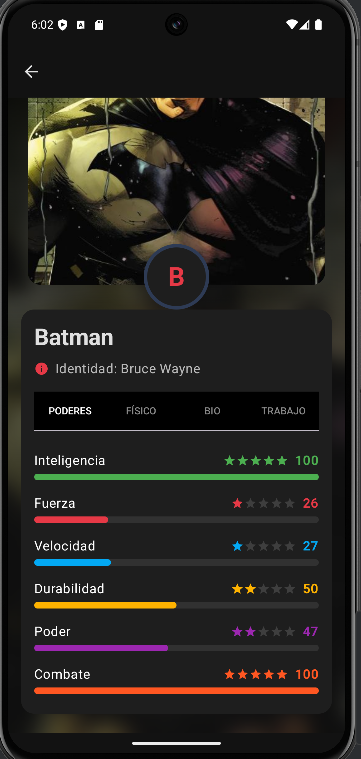 6:02
B
Batman
Identidad: Bruce Wayne
PODERES FÍSICO BIO TRABAJO
Inteligencia 100
Fuerza 26
Velocidad 27
Durabilidad 50
Poder 47
Combate 100